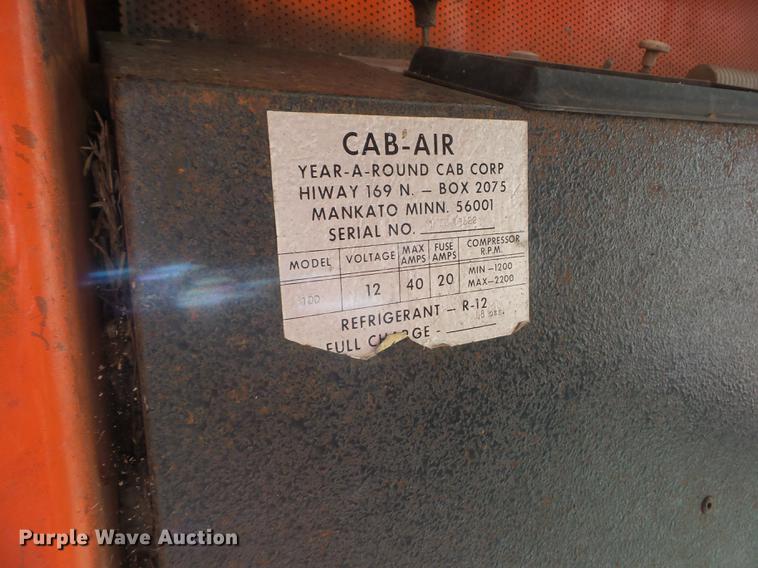 CAB-AIR
YEAR-A-ROUND CAB CORP
HIWAY 169 N. — BOX 2075
MANKATO MINN. 56001
SERIAL NO.
MODEL VOLTAGE MAX AMPS FUSE AMPS COMPRESSOR R.P.M.
100 12 40 20 MIN—1200 MAX—2200
REFRIGERANT — R-12
FULL CHARGE -
Purple Wave Auction